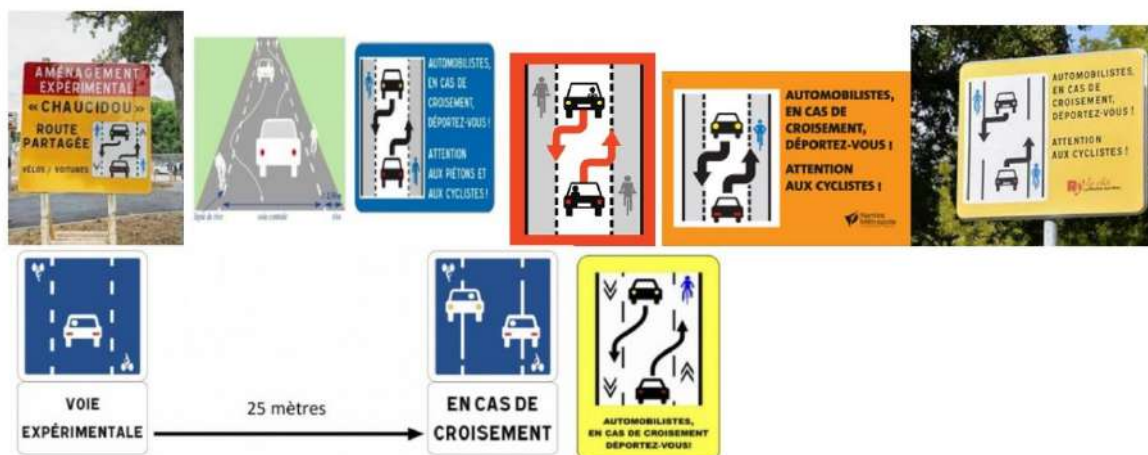 AMÉNAGEMENT
EXPÉRIMENTAL
« CHAUCIDOU »
ROUTE
PARTAGÉE
VÉLOS / VOITURES
AUTOMOBILISTES,
EN CAS DE
CROISEMENT,
DÉPORTEZ-VOUS !
ATTENTION
AUX PIÉTONS ET
AUX CYCLISTES !
AUTOMOBILISTES,
EN CAS DE
CROISEMENT,
DÉPORTEZ-VOUS !
ATTENTION
AUX CYCLISTES !
AUTOMOBILISTES,
EN CAS DE
CROISEMENT,
DÉPORTEZ-VOUS !
ATTENTION
AUX CYCLISTES !
VOIE
EXPÉRIMENTALE
25 mètres
EN CAS DE
CROISEMENT
AUTOMOBILISTES,
EN CAS DE CROISEMENT
DÉPORTEZ-VOUS!